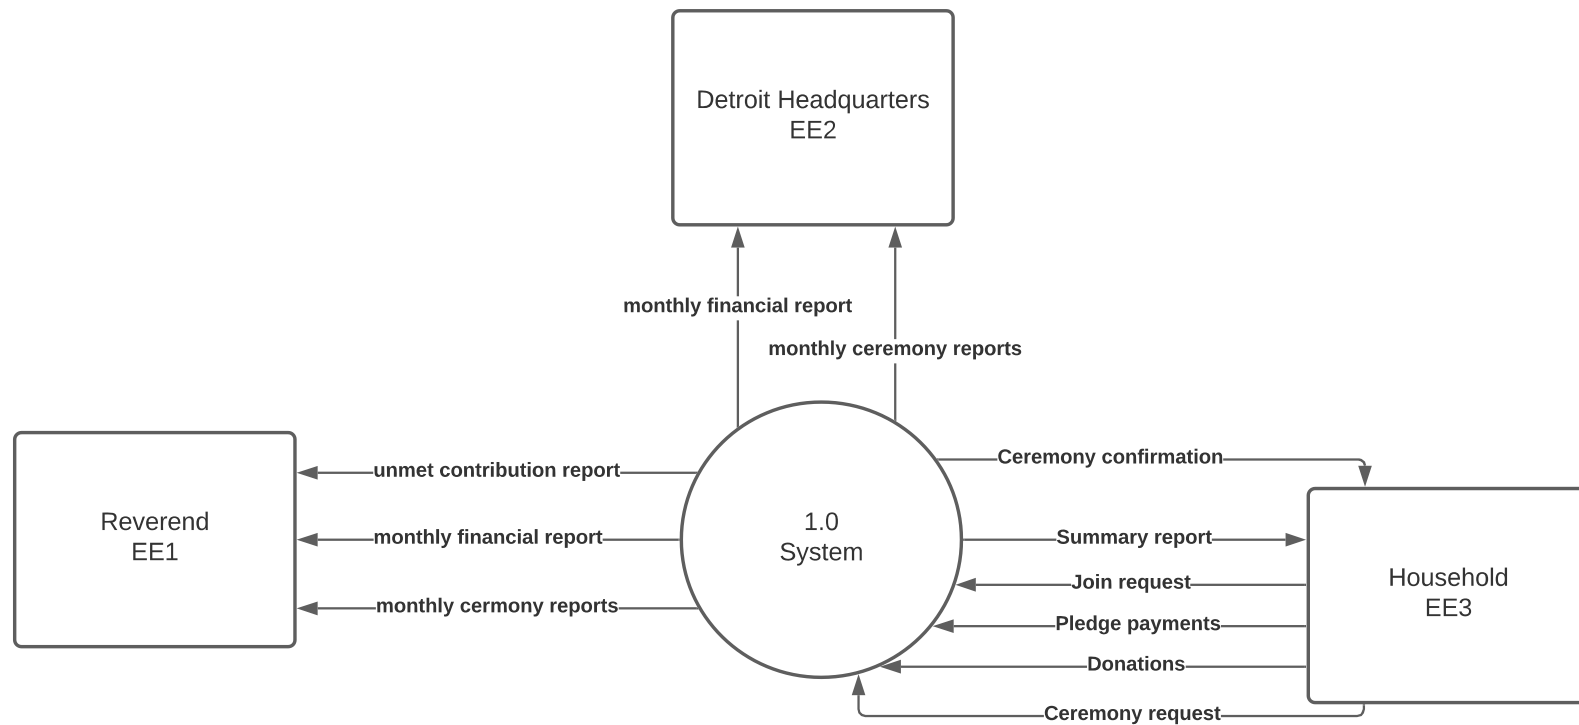 Detroit Headquarters
EE2
monthly financial report
monthly ceremony reports
Ceremony confirmation
unmet contribution report
Reverend
EE1
1.0
System
monthly financial report
Summary report
Join request
Household
EE3
monthly cermony reports
Pledge payments
Donations
Ceremony request